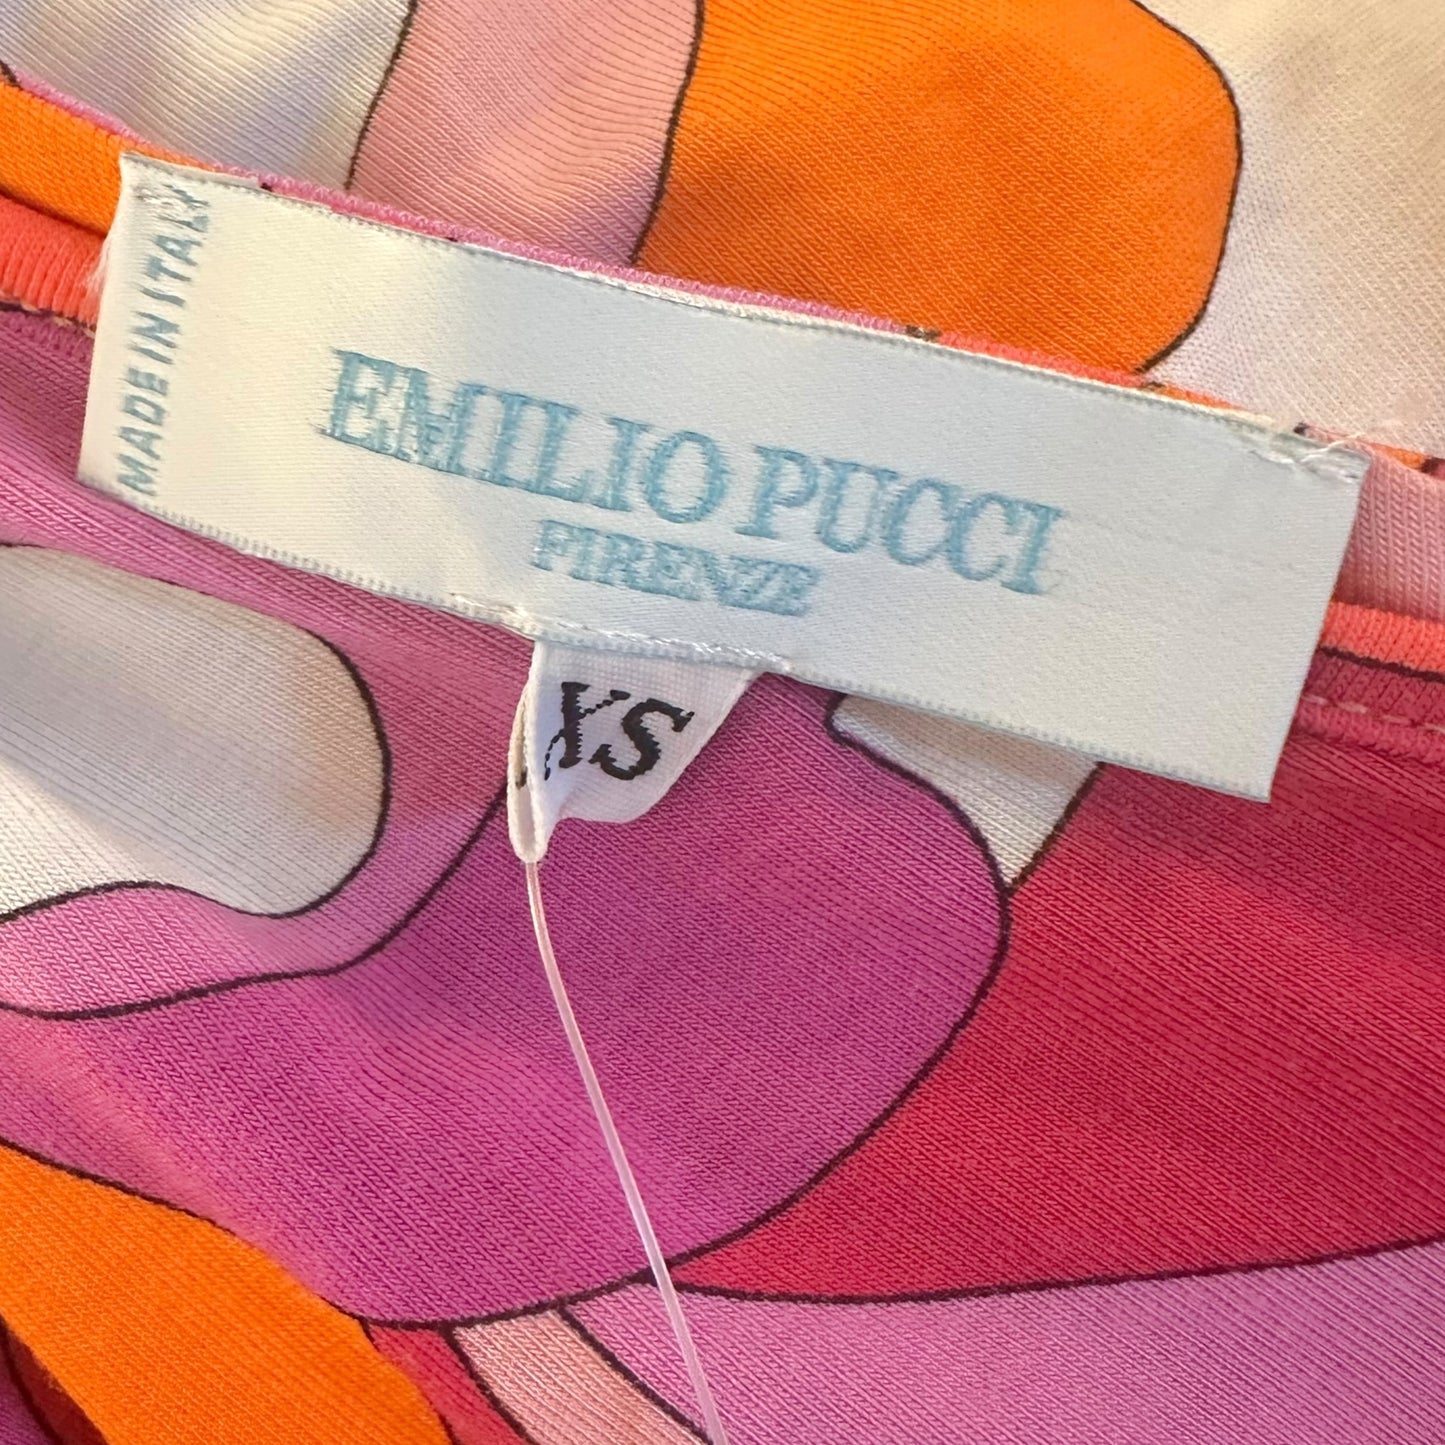 MADE IN ITALY
EMILIO PUCCI
FIRENZE
XS